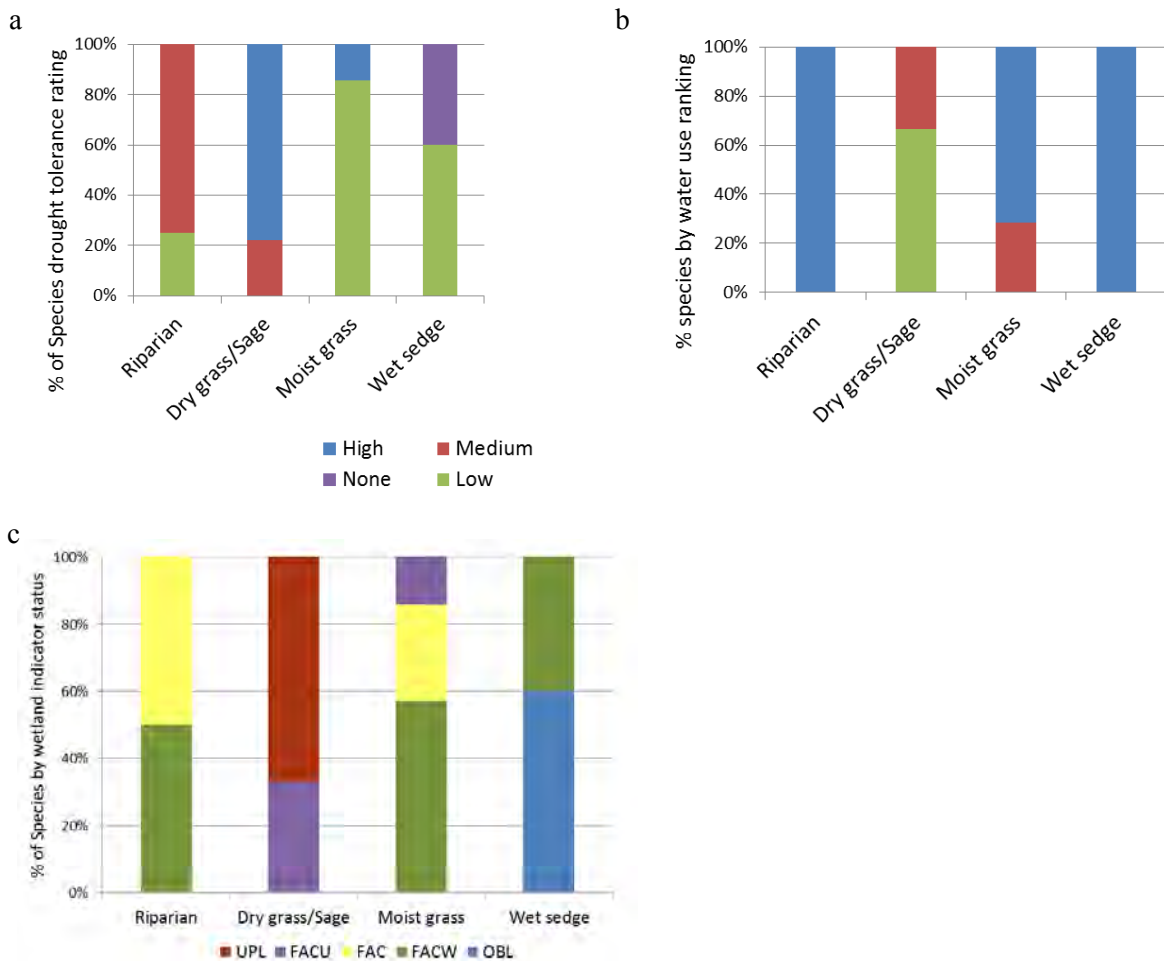 a
% of Species drought tolerance rating
100%
80%
60%
40%
20%
0%
Riparian
Dry grass/Sage
Moist grass
Wet sedge
High
Medium
None
Low
b
% species by water use ranking
100%
80%
60%
40%
20%
0%
Riparian
Dry grass/Sage
Moist grass
Wet sedge
c
% of Species by wetland indicator status
100%
80%
60%
40%
20%
0%
Riparian
Dry grass/Sage
Moist grass
Wet sedge
UPL
FACU
FAC
FACW
OBL